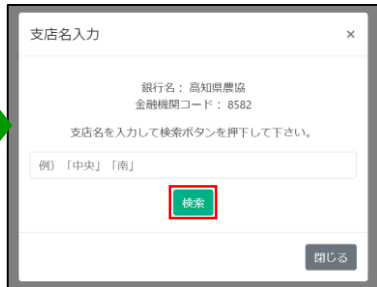 支店名入力 ×
銀行名： 高知県農協
金融機関コード： 8582
支店名を入力して検索ボタンを押下して下さい。
例）「中央」「南」
検索
閉じる